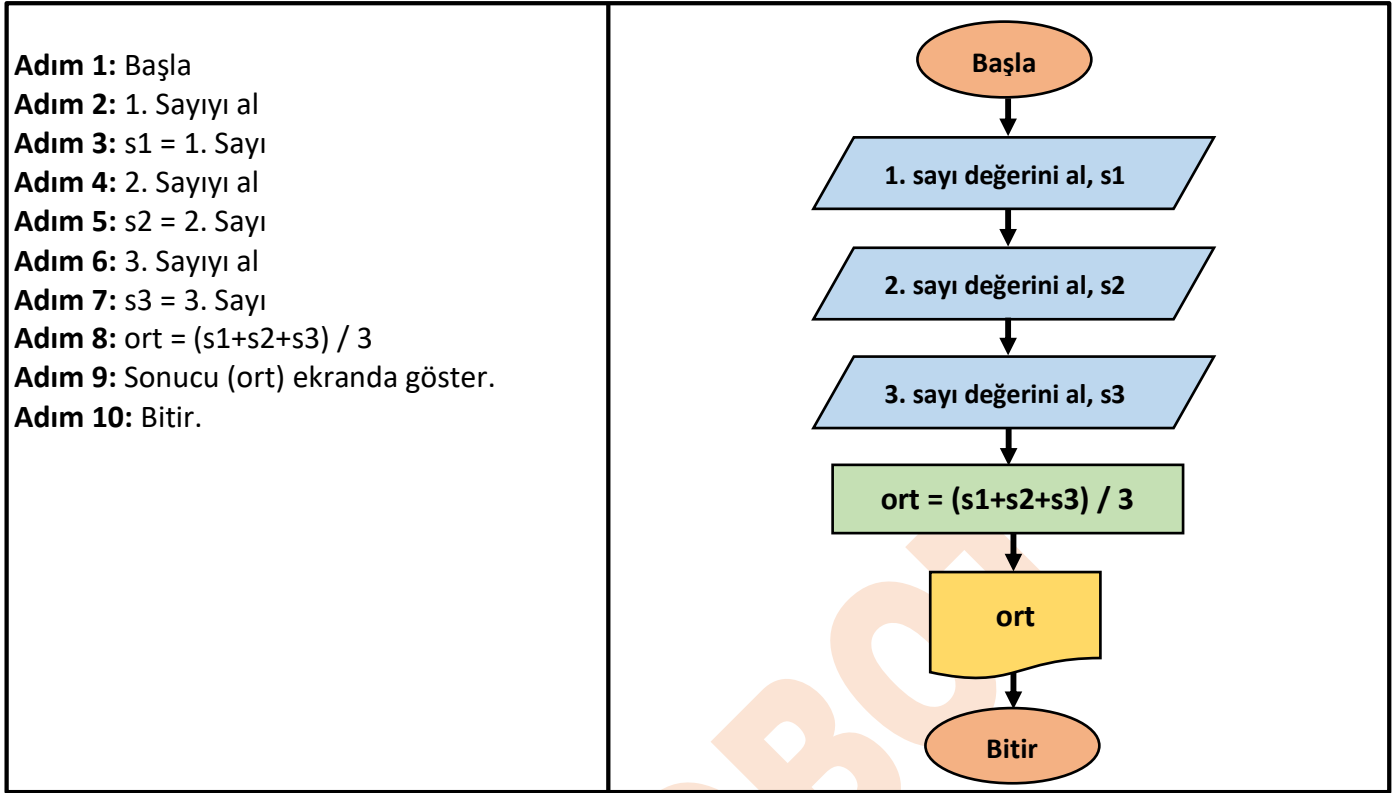 Adım 1: Başla
Adım 2: 1. Sayıyı al
Adım 3: s1 = 1. Sayı
Adım 4: 2. Sayıyı al
Adım 5: s2 = 2. Sayı
Adım 6: 3. Sayıyı al
Adım 7: s3 = 3. Sayı
Adım 8: ort = (s1+s2+s3) / 3
Adım 9: Sonucu (ort) ekranda göster.
Adım 10: Bitir.
Başla
1. sayı değerini al, s1
2. sayı değerini al, s2
3. sayı değerini al, s3
ort = (s1+s2+s3) / 3
ort
Bitir